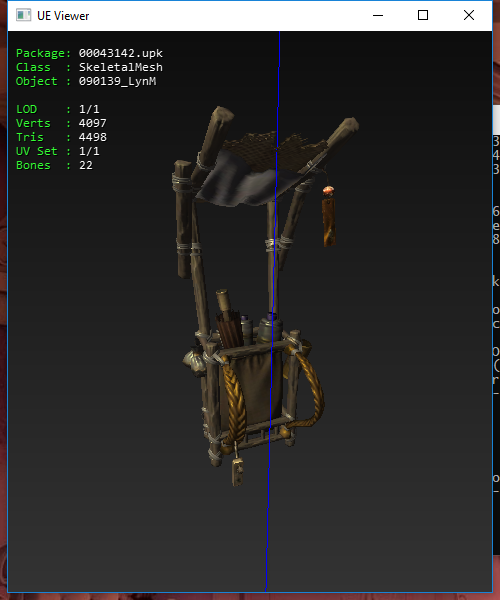 UE Viewer
Package: 00043142.upk
Class : SkeletalMesh
Object : 090139_LynM
LOD : 1/1
Verts : 4097
Tris : 4498
UV Set : 1/1
Bones : 22